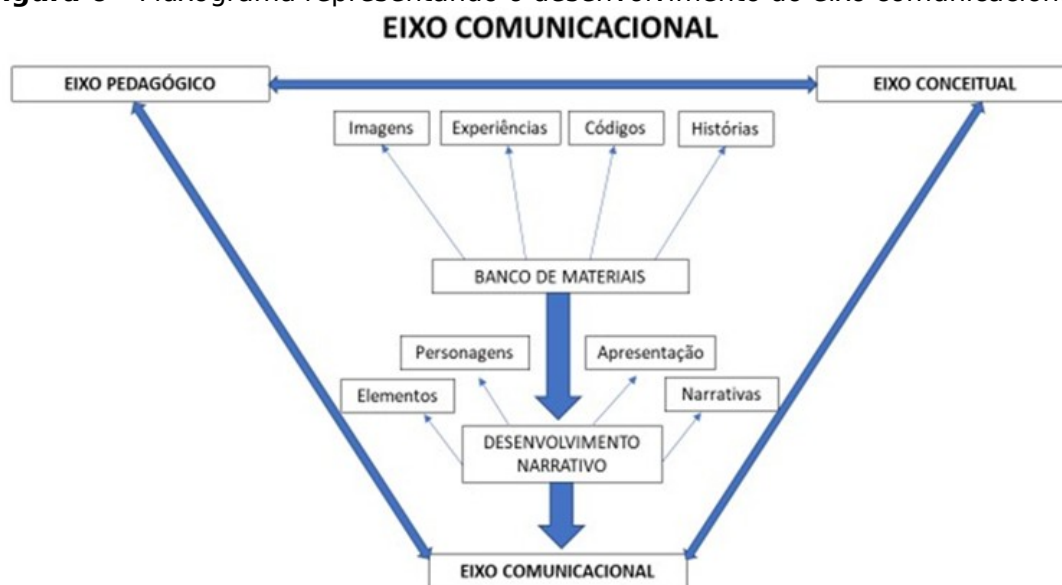 EIXO COMUNICACIONAL
EIXO PEDAGÓGICO
EIXO CONCEITUAL
Imagens
Experiências
Códigos
Histórias
BANCO DE MATERIAIS
Personagens
Apresentação
Elementos
Narrativas
DESENVOLVIMENTO
NARRATIVO
EIXO COMUNICACIONAL